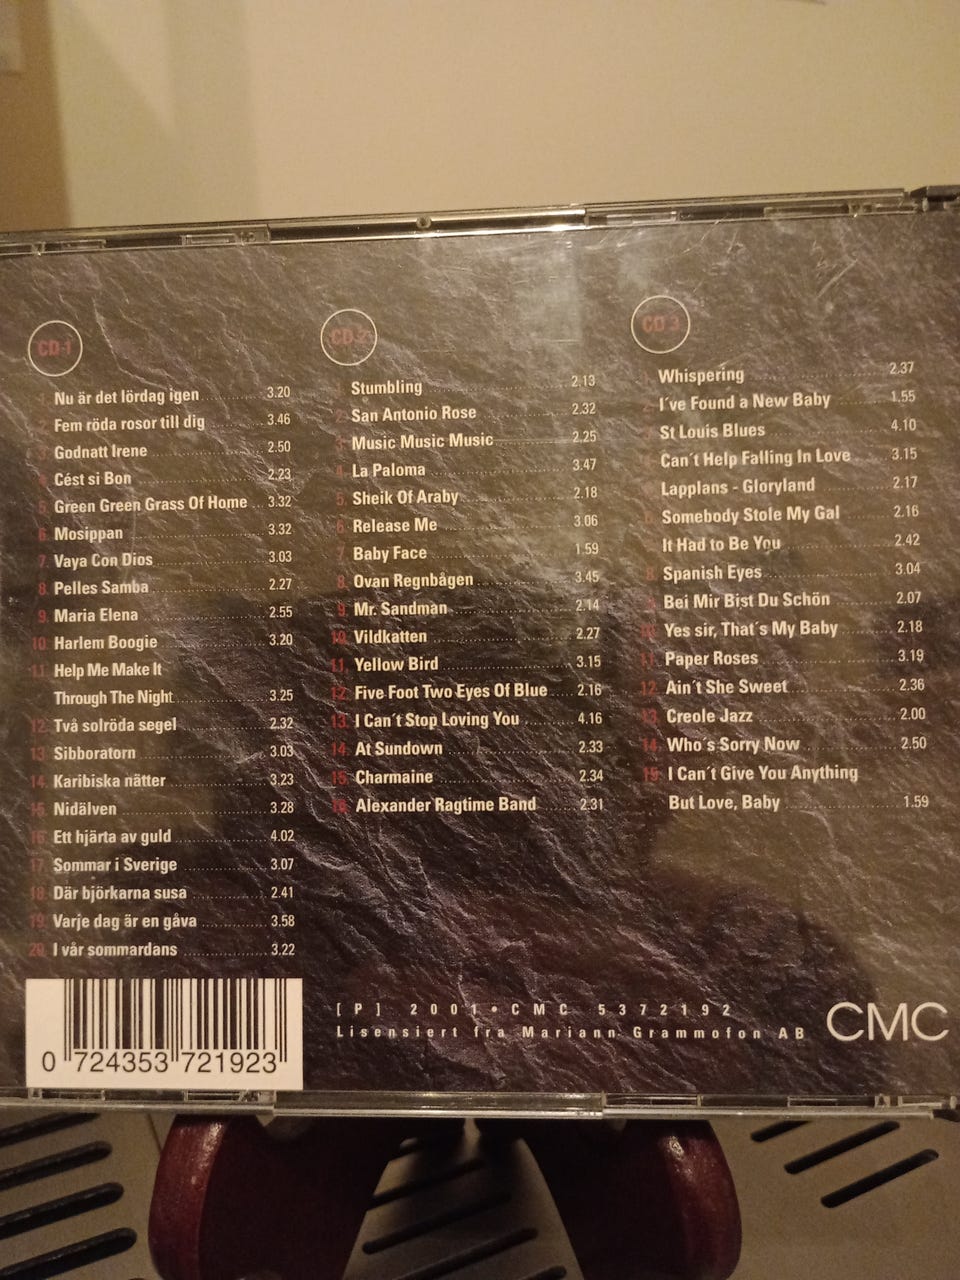 CD 1
1. Nu är det lördag igen 3.20
2. Fem röda rosor till dig 3.46
3. Godnatt Irene 2.50
4. Cést si Bon 2.23
5. Green Green Grass Of Home 3.32
6. Mosippan 3.32
7. Vaya Con Dios 3.03
8. Pelles Samba 2.27
9. Maria Elena 2.55
10. Harlem Boogie 3.20
11. Help Me Make It
Through The Night 3.25
12. Två solröda segel 2.32
13. Sibboratorn 3.03
14. Karibiska nätter 3.23
15. Nidälven 3.28
16. Ett hjärta av guld 4.02
17. Sommar i Sverige 3.07
18. Där björkarna susa 2.41
19. Varje dag är en gåva 3.58
20. I vår sommardans 3.22
CD 2
Stumbling 2.13
2. San Antonio Rose 2.32
3. Music Music Music 2.25
4. La Paloma 3.47
5. Sheik Of Araby 2.18
6. Release Me 3.06
7. Baby Face 1.59
8. Ovan Regnbågen 3.45
9. Mr. Sandman 2.14
10. Vildkatten 2.27
11. Yellow Bird 3.15
12. Five Foot Two Eyes Of Blue 2.16
13. I Can´t Stop Loving You 4.16
14. At Sundown 2.33
15. Charmaine 2.34
16. Alexander Ragtime Band 2.31
CD 3
Whispering 2.37
2. I´ve Found a New Baby 1.55
3. St Louis Blues 4.10
4. Can´t Help Falling In Love 3.15
Lapplans - Gloryland 2.17
6. Somebody Stole My Gal 2.16
It Had to Be You 2.42
8. Spanish Eyes 3.04
9. Bei Mir Bist Du Schön 2.07
10. Yes sir, That´s My Baby 2.18
11. Paper Roses 3.19
12. Ain´t She Sweet 2.36
13. Creole Jazz 2.00
14. Who´s Sorry Now 2.50
15. I Can´t Give You Anything
But Love, Baby 1.59
0 724353 721923
[P] 2001 • CMC 5372192
Lisensiert fra Mariann Grammofon AB
CMC